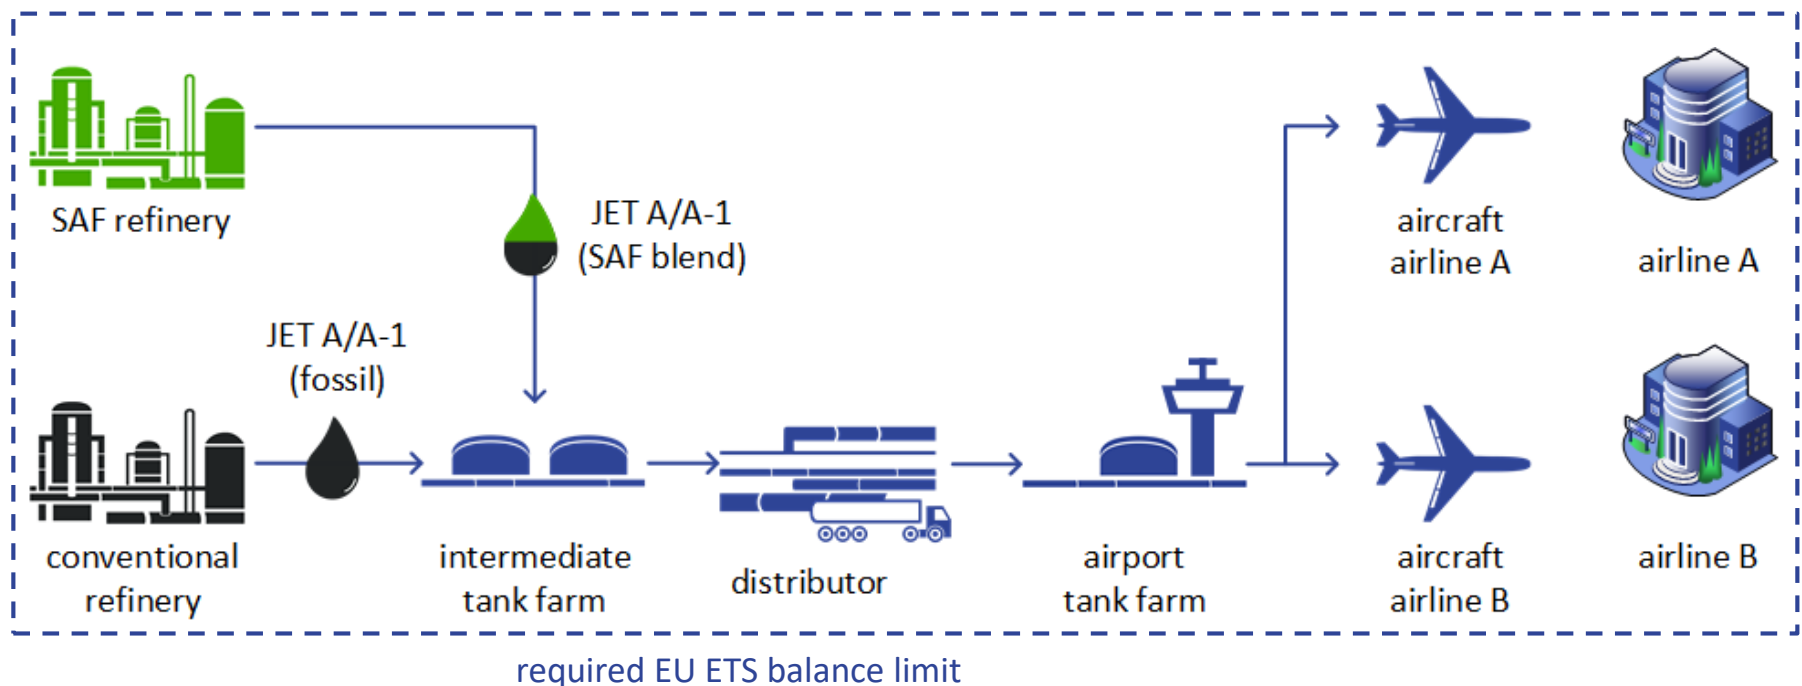 SAF refinery
JET A/A-1
(SAF blend)
aircraft
airline A
airline A
JET A/A-1
(fossil)
conventional
refinery
intermediate
tank farm
distributor
airport
tank farm
aircraft
airline B
airline B
required EU ETS balance limit